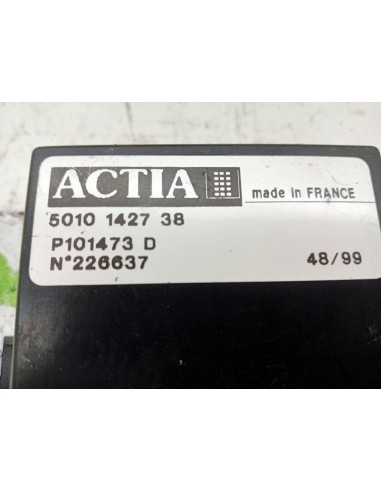 ACTIA
made in FRANCE
5010 1427 38
P101473 D
N°226637
48/99